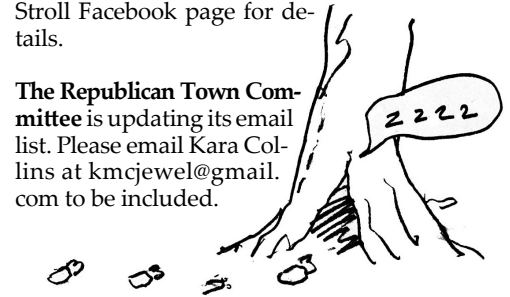 Stroll Facebook page for de-
tails.
The Republican Town Com-
mittee is updating its email
list. Please email Kara Col-
lins at kmcjewel@gmail.
com to be included.
z z z z